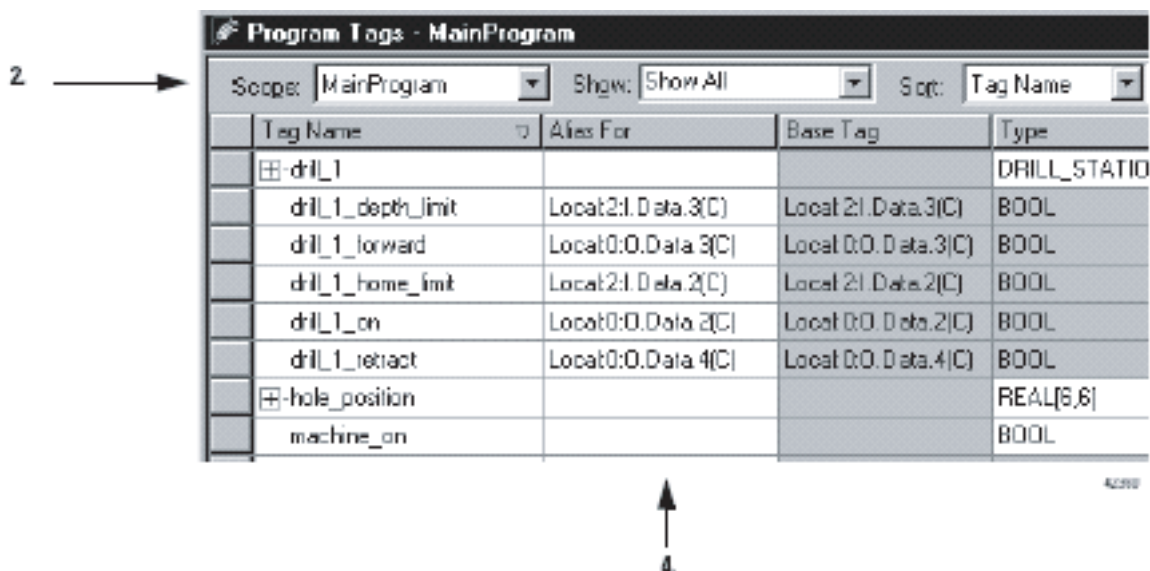 Program Tags - MainProgram
2
Scope: MainProgram Show: Show All Sort: Tag Name
Tag Name Alias For Base Tag Type
drill_1 DRILL_STATIO
drill_1_depth_limit Local:2:I.Data.3(C) Local:2:I.Data.3(C) BOOL
drill_1_forward Local:0:O.Data.3(C) Local:0:O.Data.3(C) BOOL
drill_1_home_limit Local:2:I.Data.2(C) Local:2:I.Data.2(C) BOOL
drill_1_on Local:0:O.Data.2(C) Local:0:O.Data.2(C) BOOL
drill_1_retract Local:0:O.Data.4(C) Local:0:O.Data.4(C) BOOL
hole_position REAL[6,6]
machine_on BOOL
4